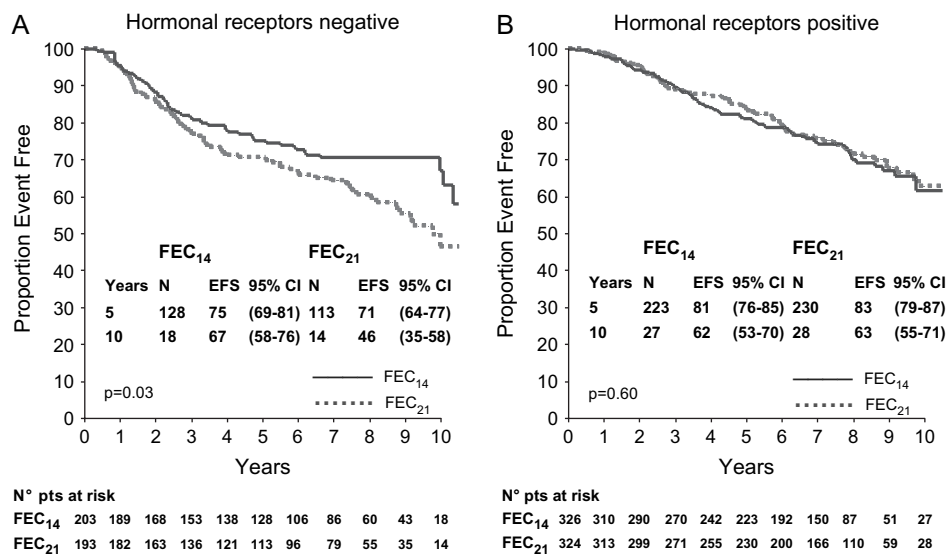 A Hormonal receptors negative
Proportion Event Free
100
90
80
70
60
50
40
30
20
10
0
FEC14 FEC21
Years N EFS 95% CI N EFS 95% CI
5 128 75 (69-81) 113 71 (64-77)
10 18 67 (58-76) 14 46 (35-58)
p=0.03
FEC14
FEC21
0 1 2 3 4 5 6 7 8 9 10
Years
N° pts at risk
FEC14 203 189 168 153 138 128 106 86 60 43 18
FEC21 193 182 163 136 121 113 96 79 55 35 14
B Hormonal receptors positive
Proportion Event Free
100
90
80
70
60
50
40
30
20
10
0
FEC14 FEC21
Years N EFS 95% CI N EFS 95% CI
5 223 81 (76-85) 230 83 (79-87)
10 27 62 (53-70) 28 63 (55-71)
p=0.60
FEC14
FEC21
0 1 2 3 4 5 6 7 8 9 10
Years
N° pts at risk
FEC14 326 310 290 270 242 223 192 150 87 51 27
FEC21 324 313 299 271 255 230 200 166 110 59 28